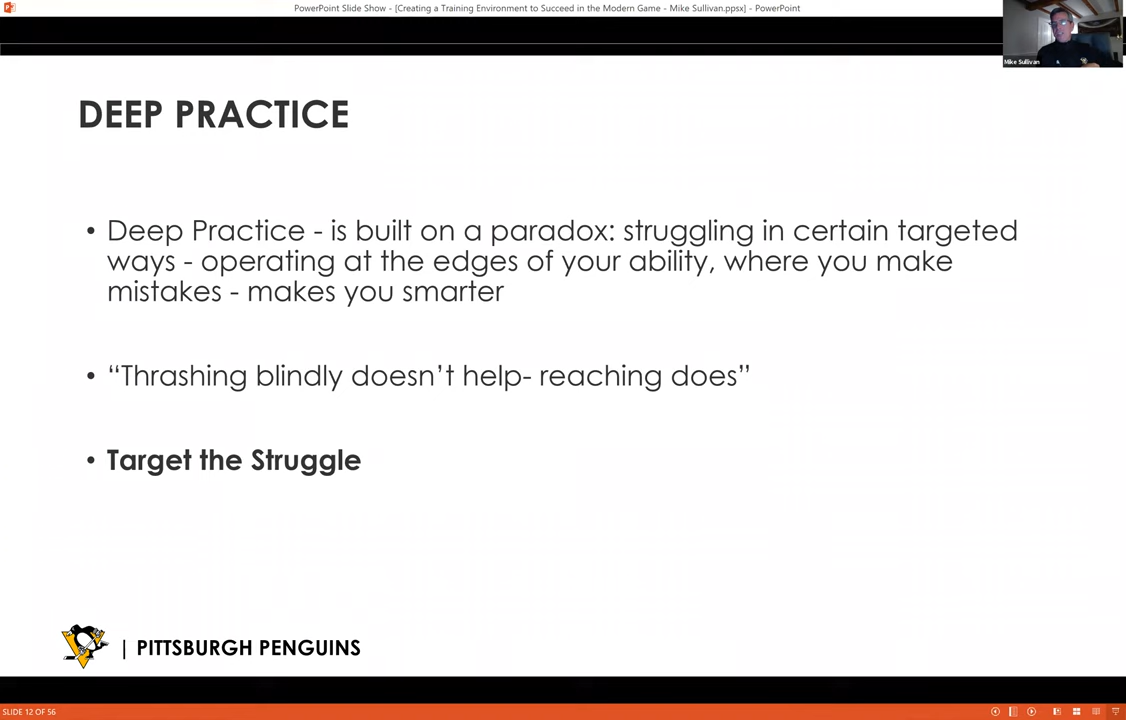 PowerPoint Slide Show - [Creating a Training Environment to Succeed in the Modern Game - Mike Sullivan.ppsx] - PowerPoint
Mike Sullivan
DEEP PRACTICE
• Deep Practice - is built on a paradox: struggling in certain targeted
ways - operating at the edges of your ability, where you make
mistakes - makes you smarter
• “Thrashing blindly doesn’t help- reaching does”
• Target the Struggle
| PITTSBURGH PENGUINS
SLIDE 12 OF 56